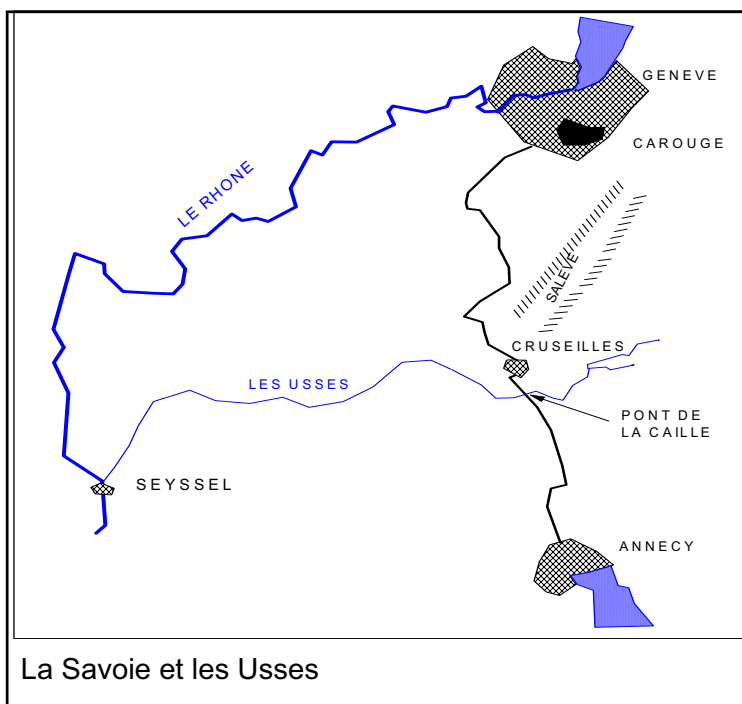 GENEVE
CAROUGE
LE RHONE
SALEVE
CRUSEILLES
LES USSES
PONT DE
LA CAILLE
SEYSSEL
ANNECY
La Savoie et les Usses